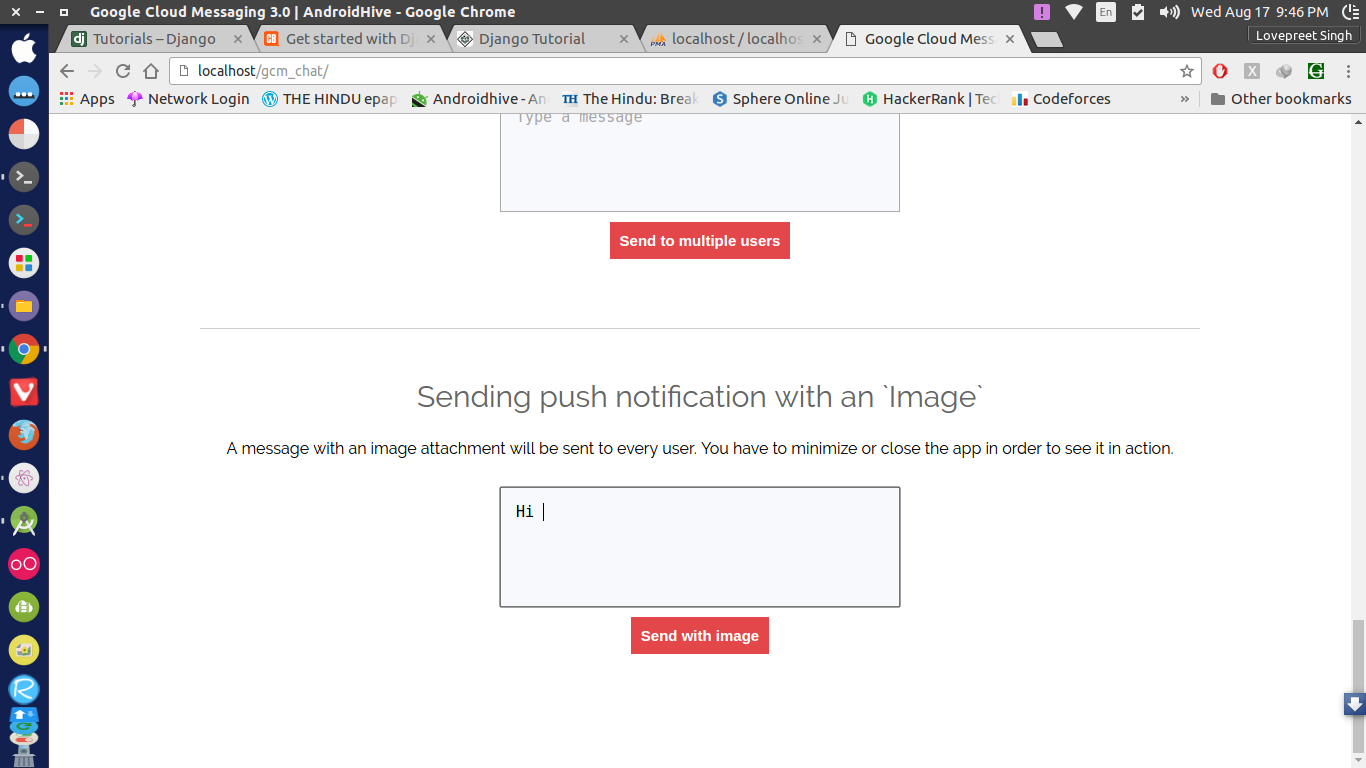 Google Cloud Messaging 3.0 | AndroidHive - Google Chrome
En
Wed Aug 17 9:46 PM
Lovepreet Singh
Tutorials – Django
Get started with Dj
Django Tutorial
localhost / localhos
Google Cloud Mess
localhost/gcm_chat/
Apps
Network Login
THE HINDU epap
Androidhive - An
The Hindu: Break
Sphere Online Ju
HackerRank | Tec
Codeforces
»
Other bookmarks
Type a message
Send to multiple users
Sending push notification with an `Image`
A message with an image attachment will be sent to every user. You have to minimize or close the app in order to see it in action.
Hi
Send with image